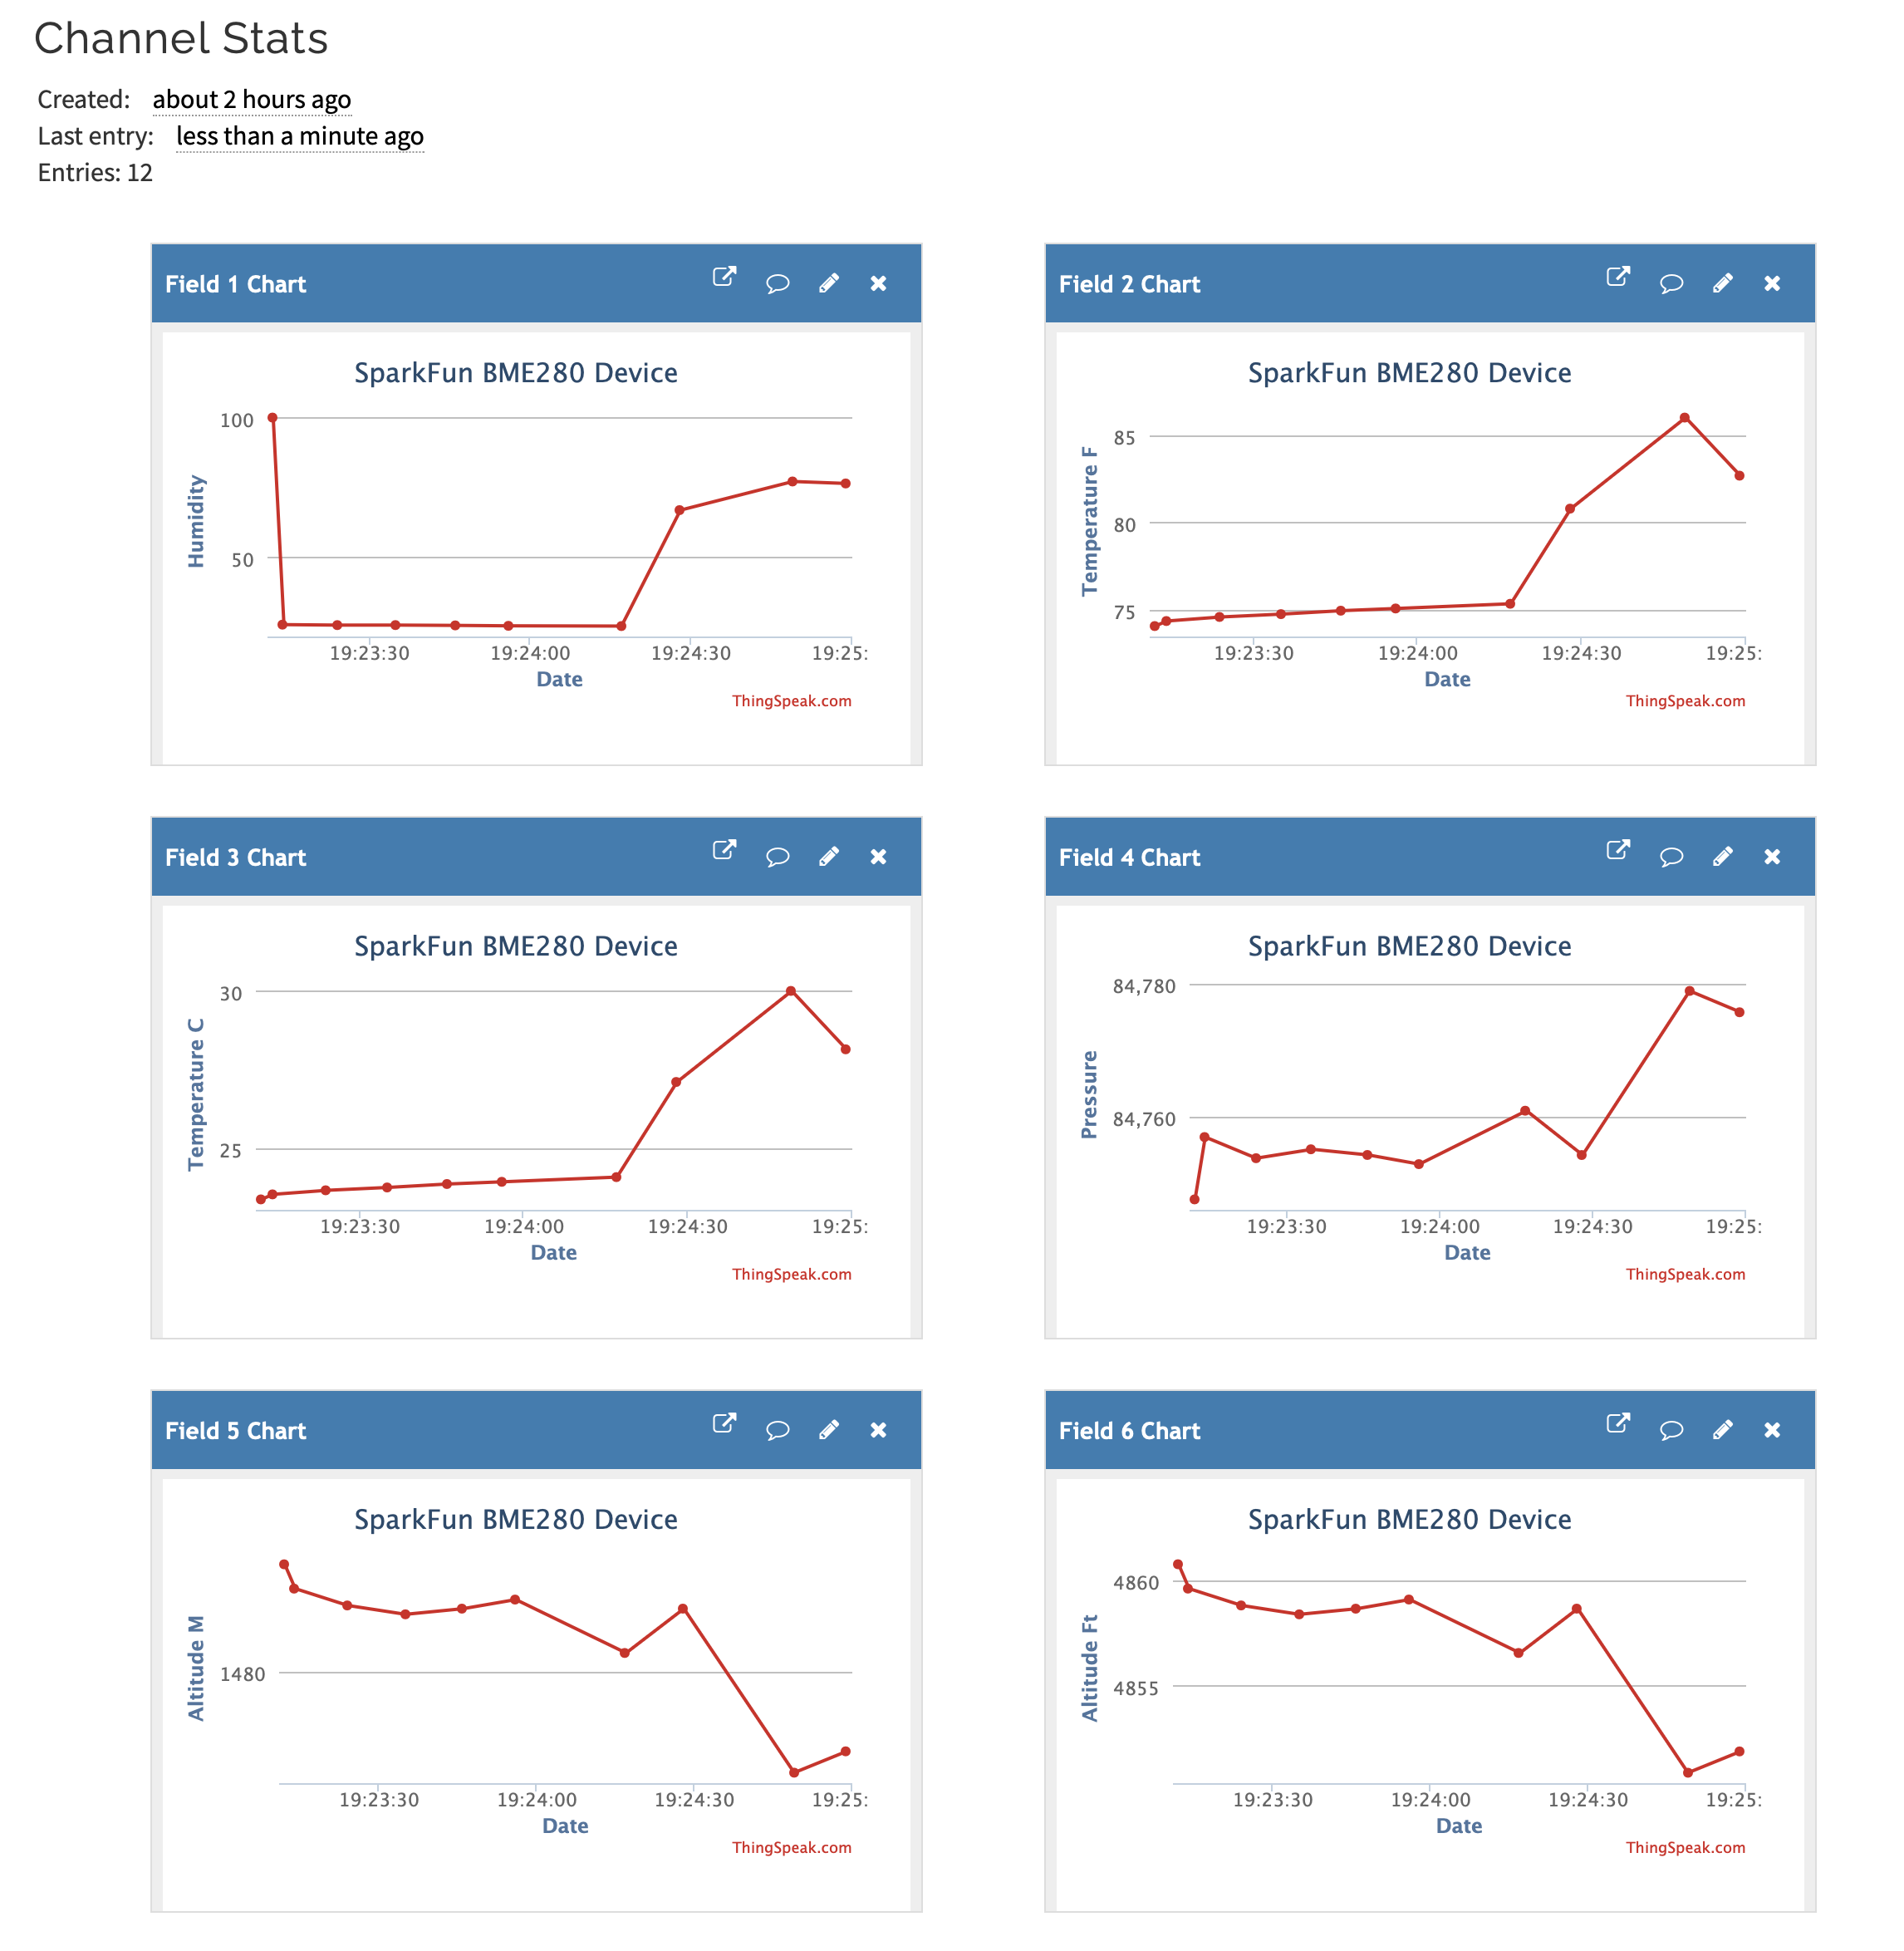 Channel Stats
Created: about 2 hours ago
Last entry: less than a minute ago
Entries: 12
Field 1 Chart
SparkFun BME280 Device
Humidity
100
50
19:23:30 19:24:00 19:24:30 19:25:
Date
ThingSpeak.com
Field 2 Chart
SparkFun BME280 Device
Temperature F
85
80
75
19:23:30 19:24:00 19:24:30 19:25:
Date
ThingSpeak.com
Field 3 Chart
SparkFun BME280 Device
Temperature C
30
25
19:23:30 19:24:00 19:24:30 19:25:
Date
ThingSpeak.com
Field 4 Chart
SparkFun BME280 Device
Pressure
84,780
84,760
19:23:30 19:24:00 19:24:30 19:25:
Date
ThingSpeak.com
Field 5 Chart
SparkFun BME280 Device
Altitude M
1480
19:23:30 19:24:00 19:24:30 19:25:
Date
ThingSpeak.com
Field 6 Chart
SparkFun BME280 Device
Altitude Ft
4860
4855
19:23:30 19:24:00 19:24:30 19:25:
Date
ThingSpeak.com